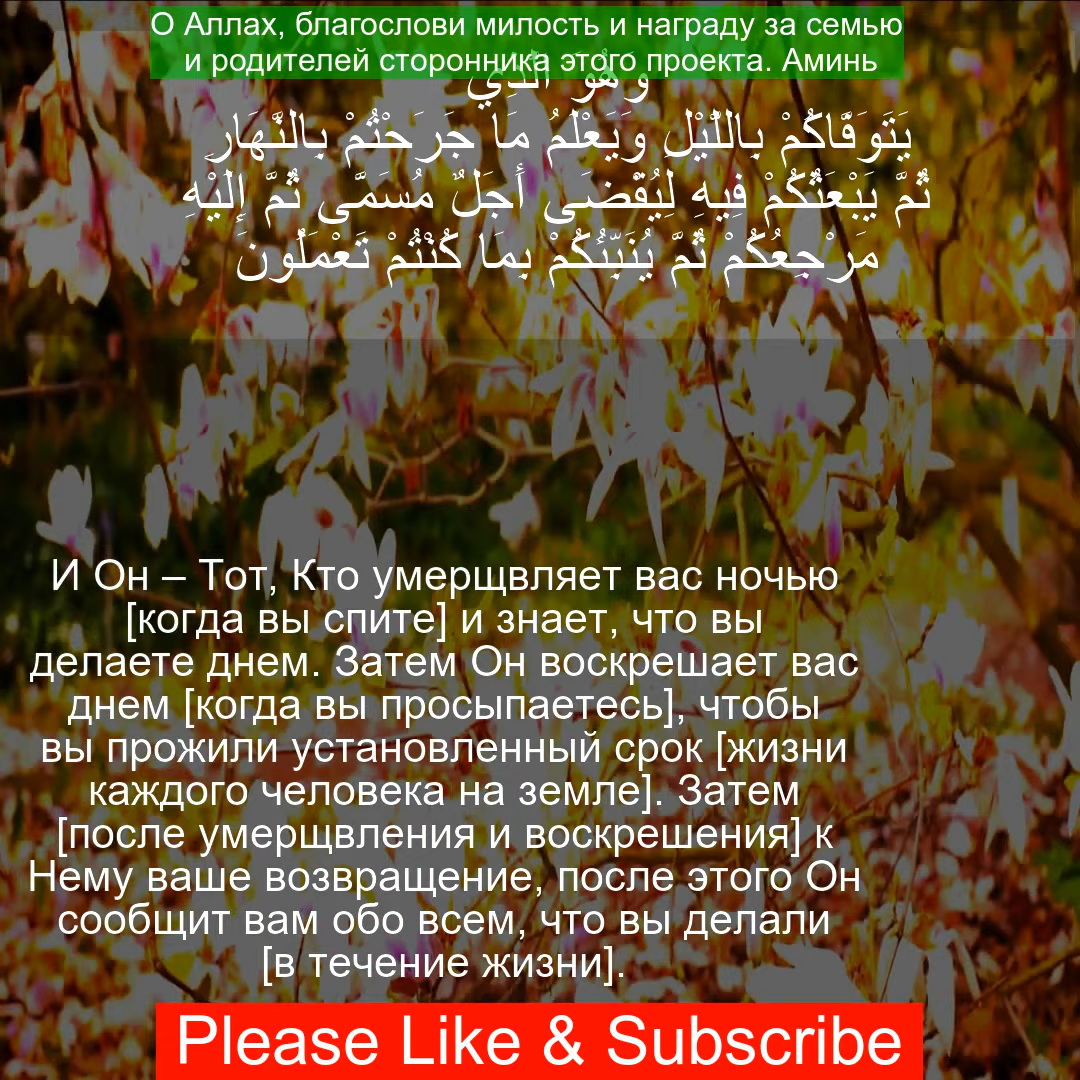 О Аллах, благослови милость и награду за семью
и родителей сторонника этого проекта. Аминь
وَهُوَ الَّذِي
يَتَوَفَّاكُمْ بِاللَّيْلِ وَيَعْلَمُ مَا جَرَحْتُمْ بِالنَّهَارِ
ثُمَّ يَبْعَثُكُمْ فِيهِ لِيُقْضَى أَجَلٌ مُسَمًّى ثُمَّ إِلَيْهِ
مَرْجِعُكُمْ ثُمَّ يُنَبِّئُكُمْ بِمَا كُنْتُمْ تَعْمَلُونَ
И Он – Тот, Кто умерщвляет вас ночью
[когда вы спите] и знает, что вы
делаете днем. Затем Он воскрешает вас
днем [когда вы просыпаетесь], чтобы
вы прожили установленный срок [жизни
каждого человека на земле]. Затем
[после умерщвления и воскрешения] к
Нему ваше возвращение, после этого Он
сообщит вам обо всем, что вы делали
[в течение жизни].
Please Like & Subscribe